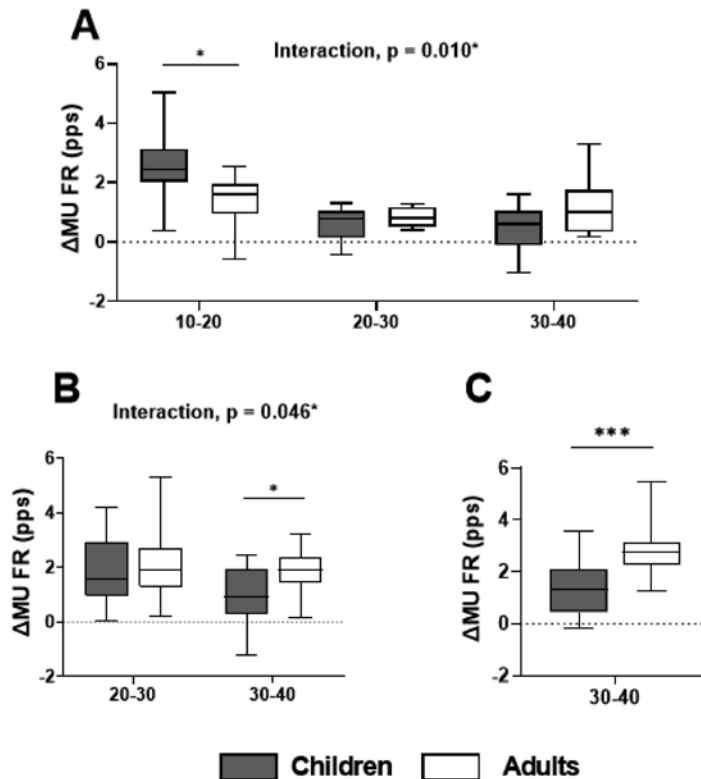 A
Interaction, p = 0.010*
*
ΔMU FR (pps)
6
4
2
0
-2
10-20
20-30
30-40
B
Interaction, p = 0.046*
*
ΔMU FR (pps)
6
4
2
0
-2
20-30
30-40
C
***
ΔMU FR (pps)
6
4
2
0
-2
30-40
Children
Adults